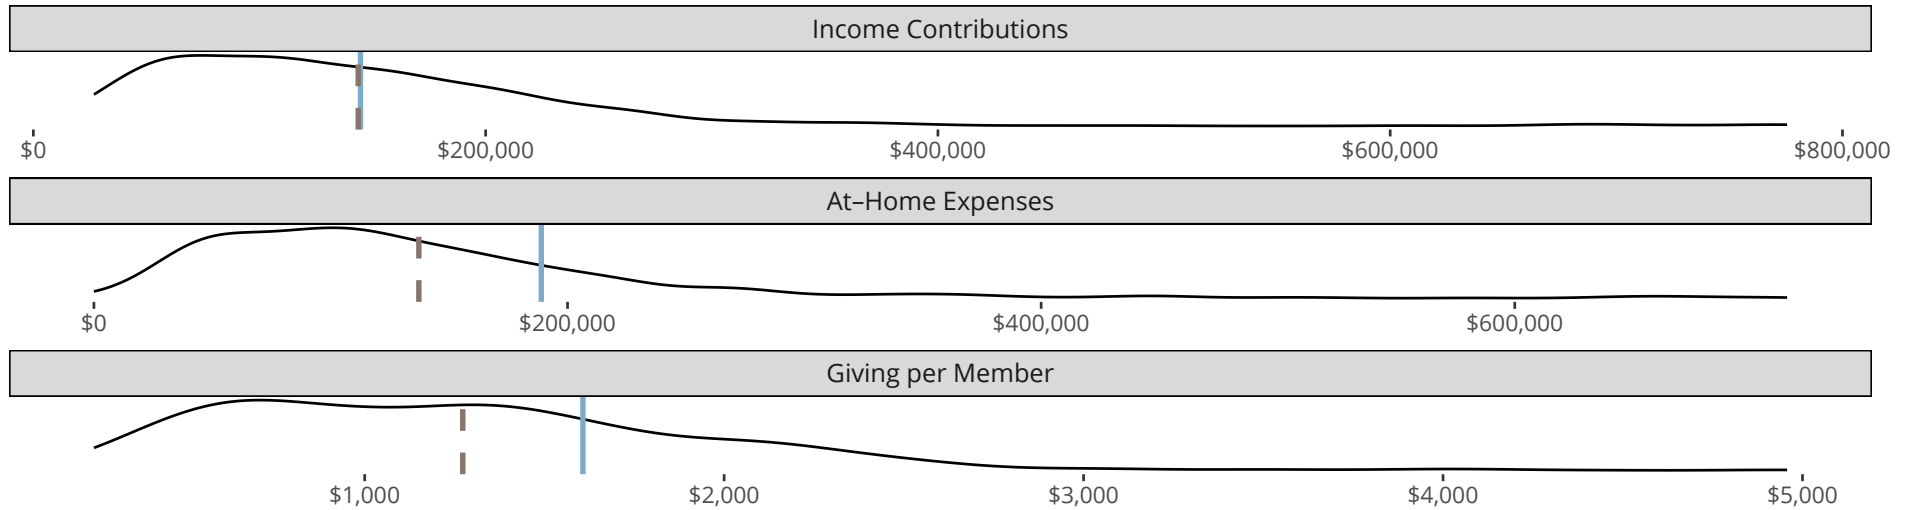 Income Contributions
$0 $200,000 $400,000 $600,000 $800,000
At–Home Expenses
$0 $200,000 $400,000 $600,000
Giving per Member
$1,000 $2,000 $3,000 $4,000 $5,000